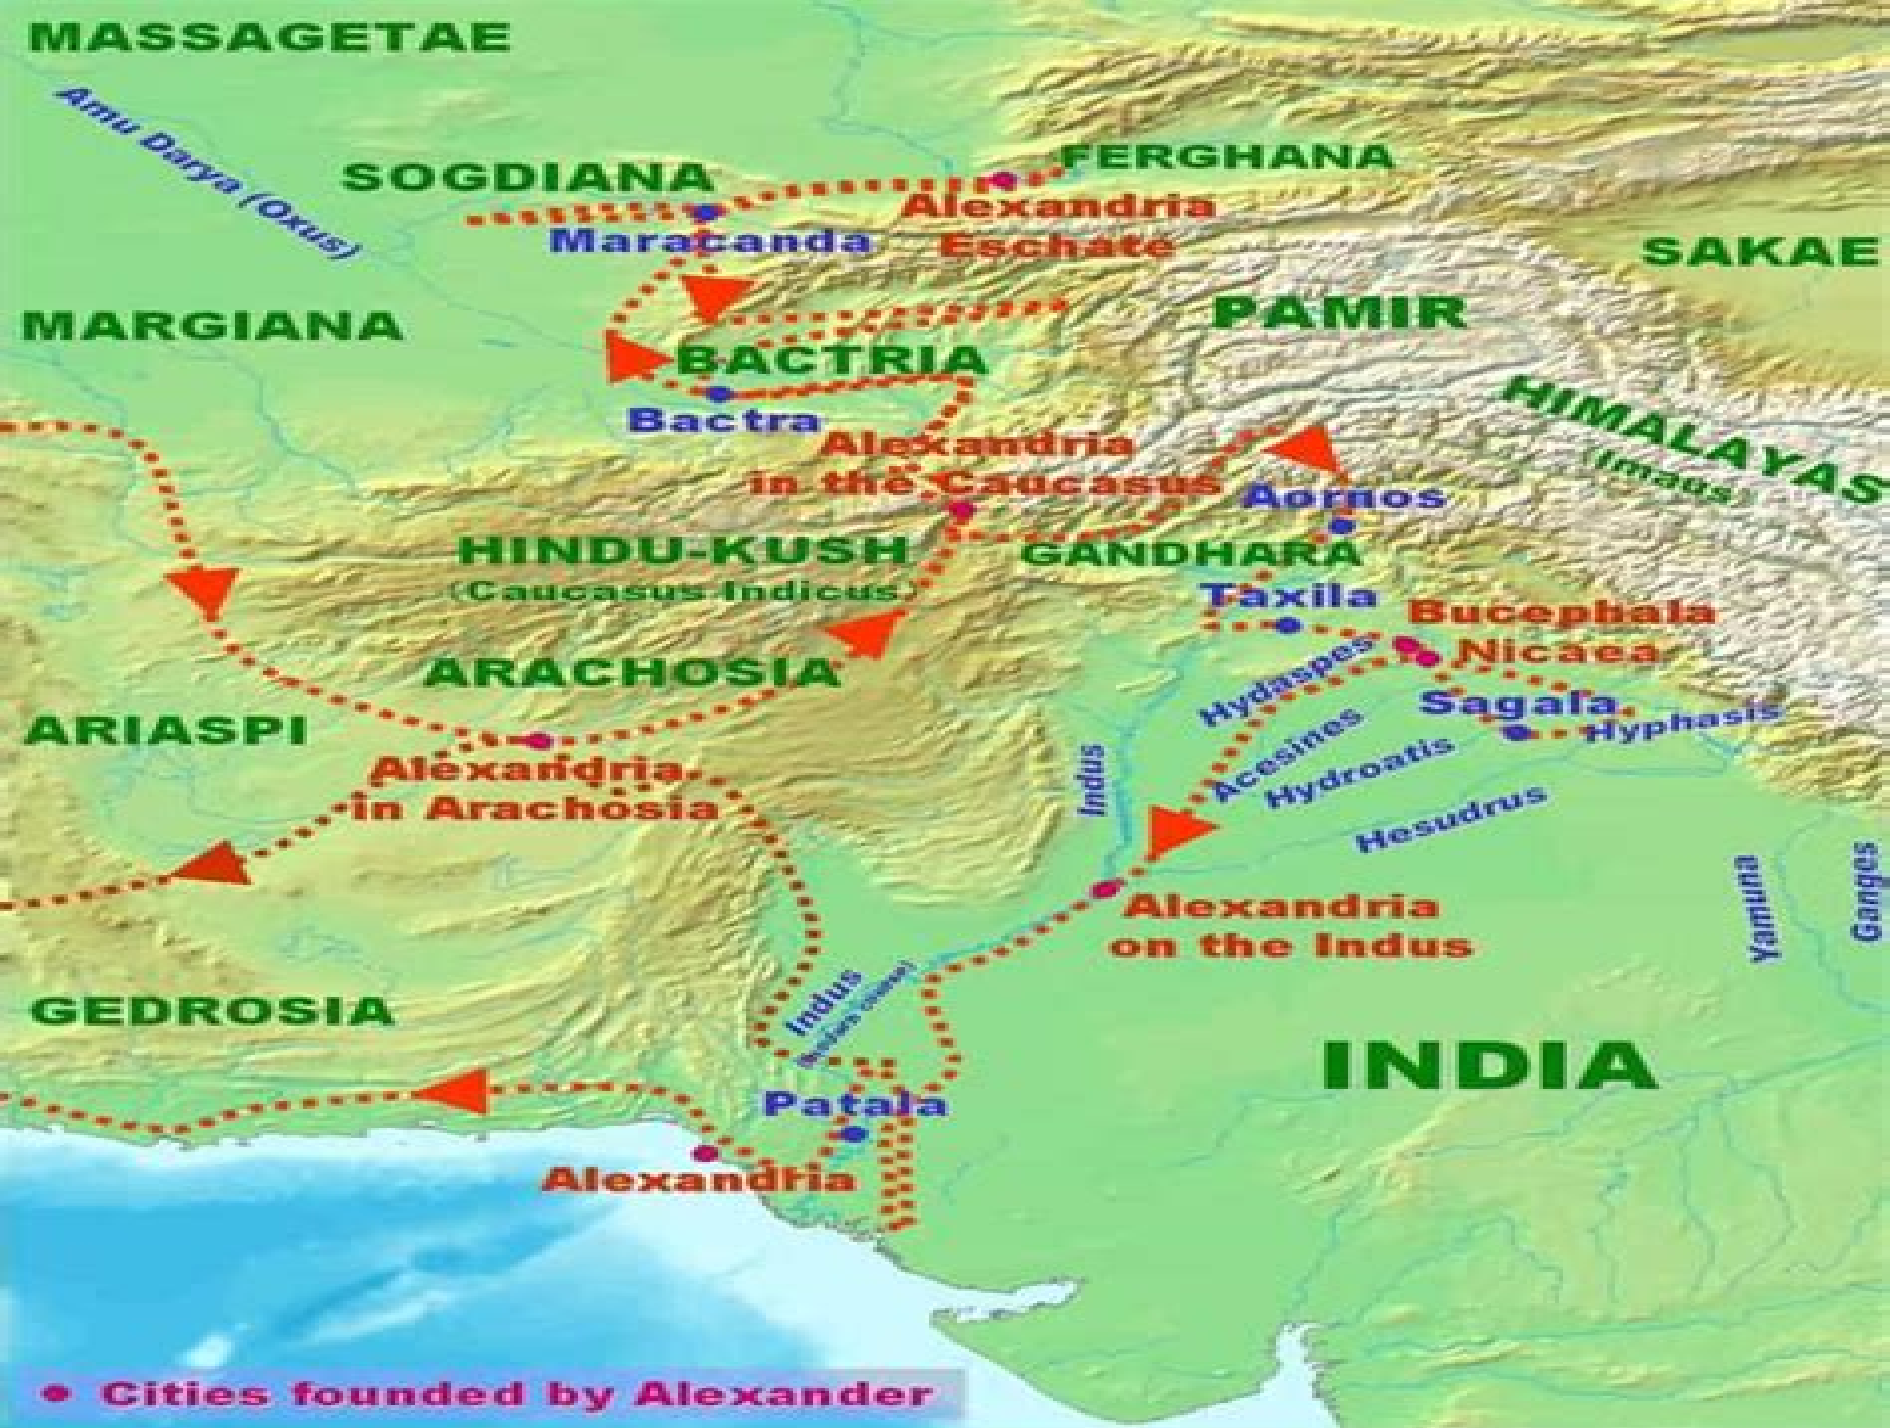 MASSAGETAE
Amu Darya (Oxus)
SOGDIANA
FERGHANA
Alexandria
Eschate
Maracanda
SAKAE
MARGIANA
PAMIR
BACTRIA
Bactra
HIMALAYAS
(Imaus)
Alexandria
in the Caucasus
Aornos
HINDU-KUSH
(Caucasus Indicus)
GANDHARA
Taxila
Bucephala
Nicaea
ARACHOSIA
Hydaspes
Sagala
Hyphasis
ARIASPI
Acesines
Hydroatis
Indus
Alexandria
in Arachosia
Hesudrus
Yamuna
Ganges
Alexandria
on the Indus
Indus
GEDROSIA
INDIA
Patala
Alexandria
• Cities founded by Alexander